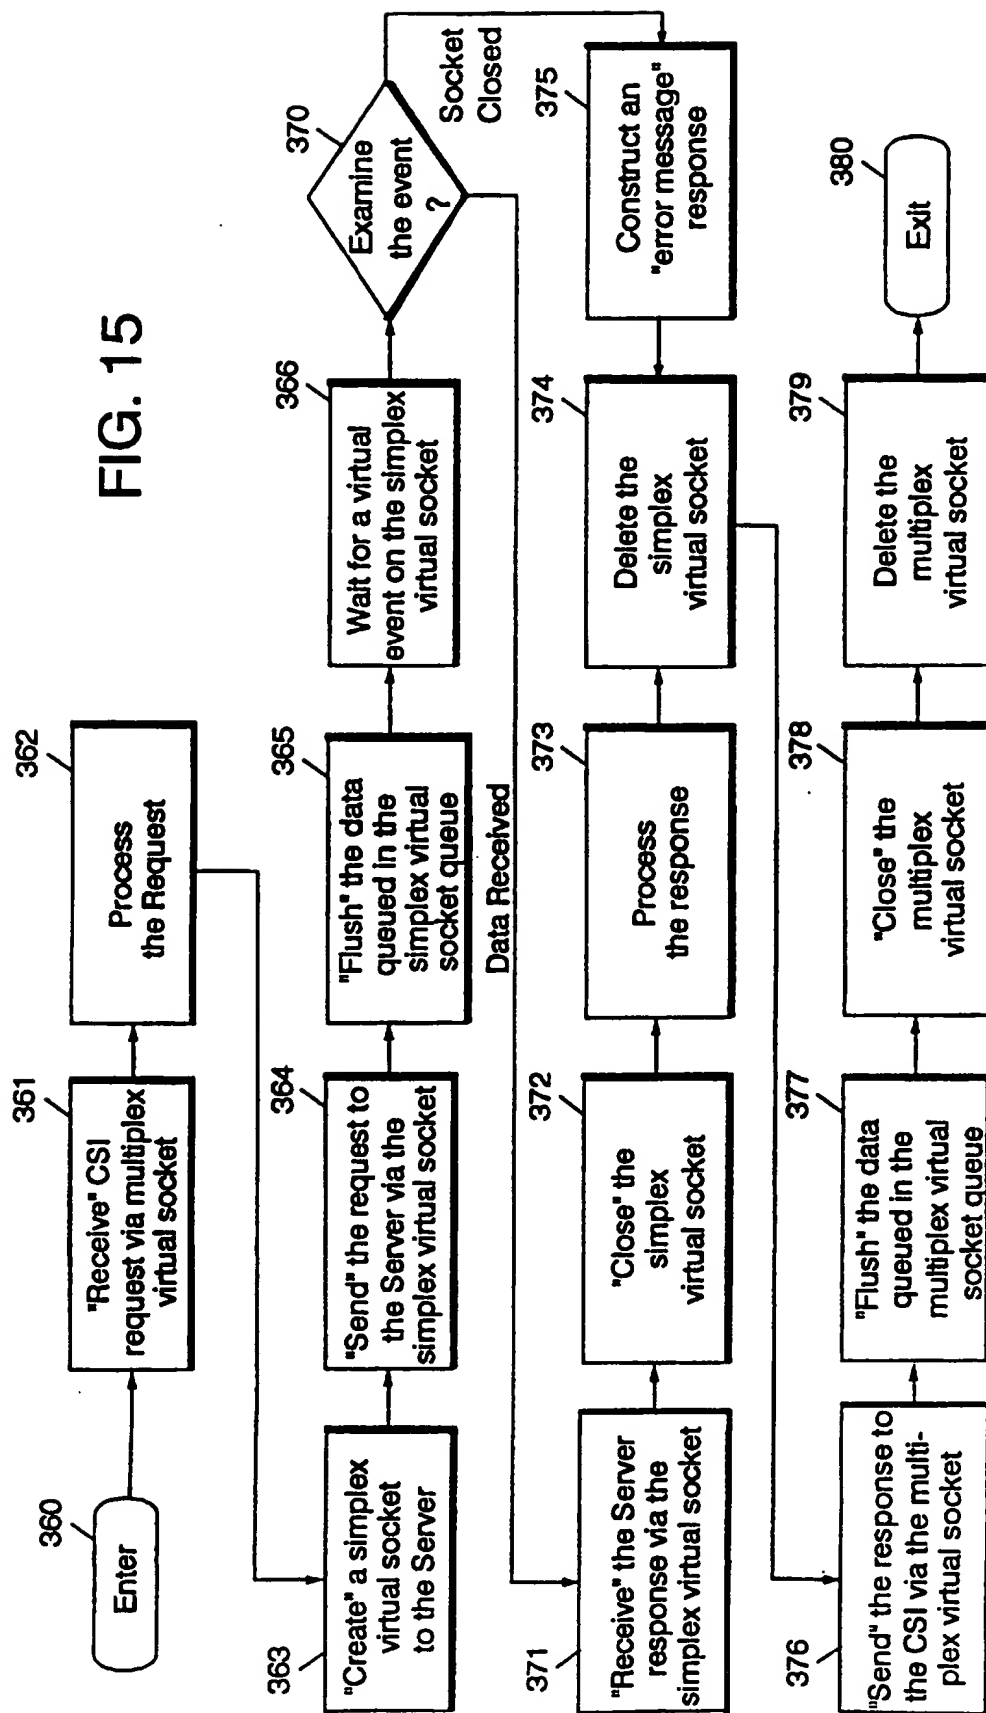 FIG. 15
360
Enter
361
"Receive" CSI
request via multiplex
virtual socket
362
Process
the Request
363
"Create" a simplex
virtual socket
to the Server
364
"Send" the request to
the Server via the
simplex virtual socket
365
"Flush" the data
queued in the
simplex virtual
socket queue
366
Wait for a virtual
event on the simplex
virtual socket
370
Examine
the event
?
Socket
Closed
Data Received
371
"Receive" the Server
response via the
simplex virtual socket
372
"Close" the
simplex
virtual socket
373
Process
the response
374
Delete the
simplex
virtual socket
375
Construct an
"error message"
response
376
"Send" the response to
the CSI via the multi-
plex virtual socket
377
"Flush" the data
queued in the
multiplex virtual
socket queue
378
"Close" the
multiplex
virtual socket
379
Delete the
multiplex
virtual socket
380
Exit